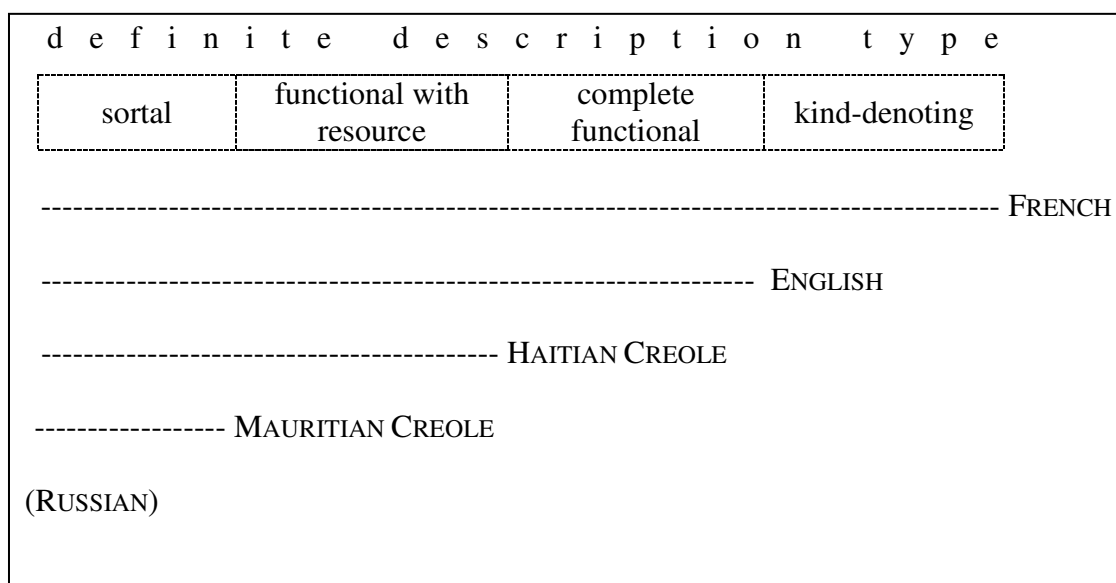 d e f i n i t e  d e s c r i p t i o n  t y p e
sortal
functional with
resource
complete
functional
kind-denoting
FRENCH
ENGLISH
HAITIAN CREOLE
MAURITIAN CREOLE
(RUSSIAN)